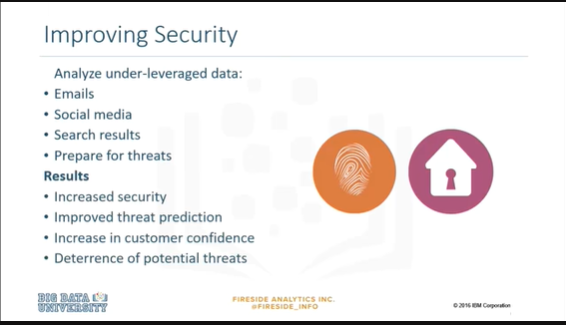 Improving Security
Analyze under-leveraged data:
• Emails
• Social media
• Search results
• Prepare for threats
Results
• Increased security
• Improved threat prediction
• Increase in customer confidence
• Deterrence of potential threats
BIG DATA
UNIVERSITY
FIRESIDE ANALYTICS INC.
@FIRESIDE_INFO
© 2016 IBM Corporation